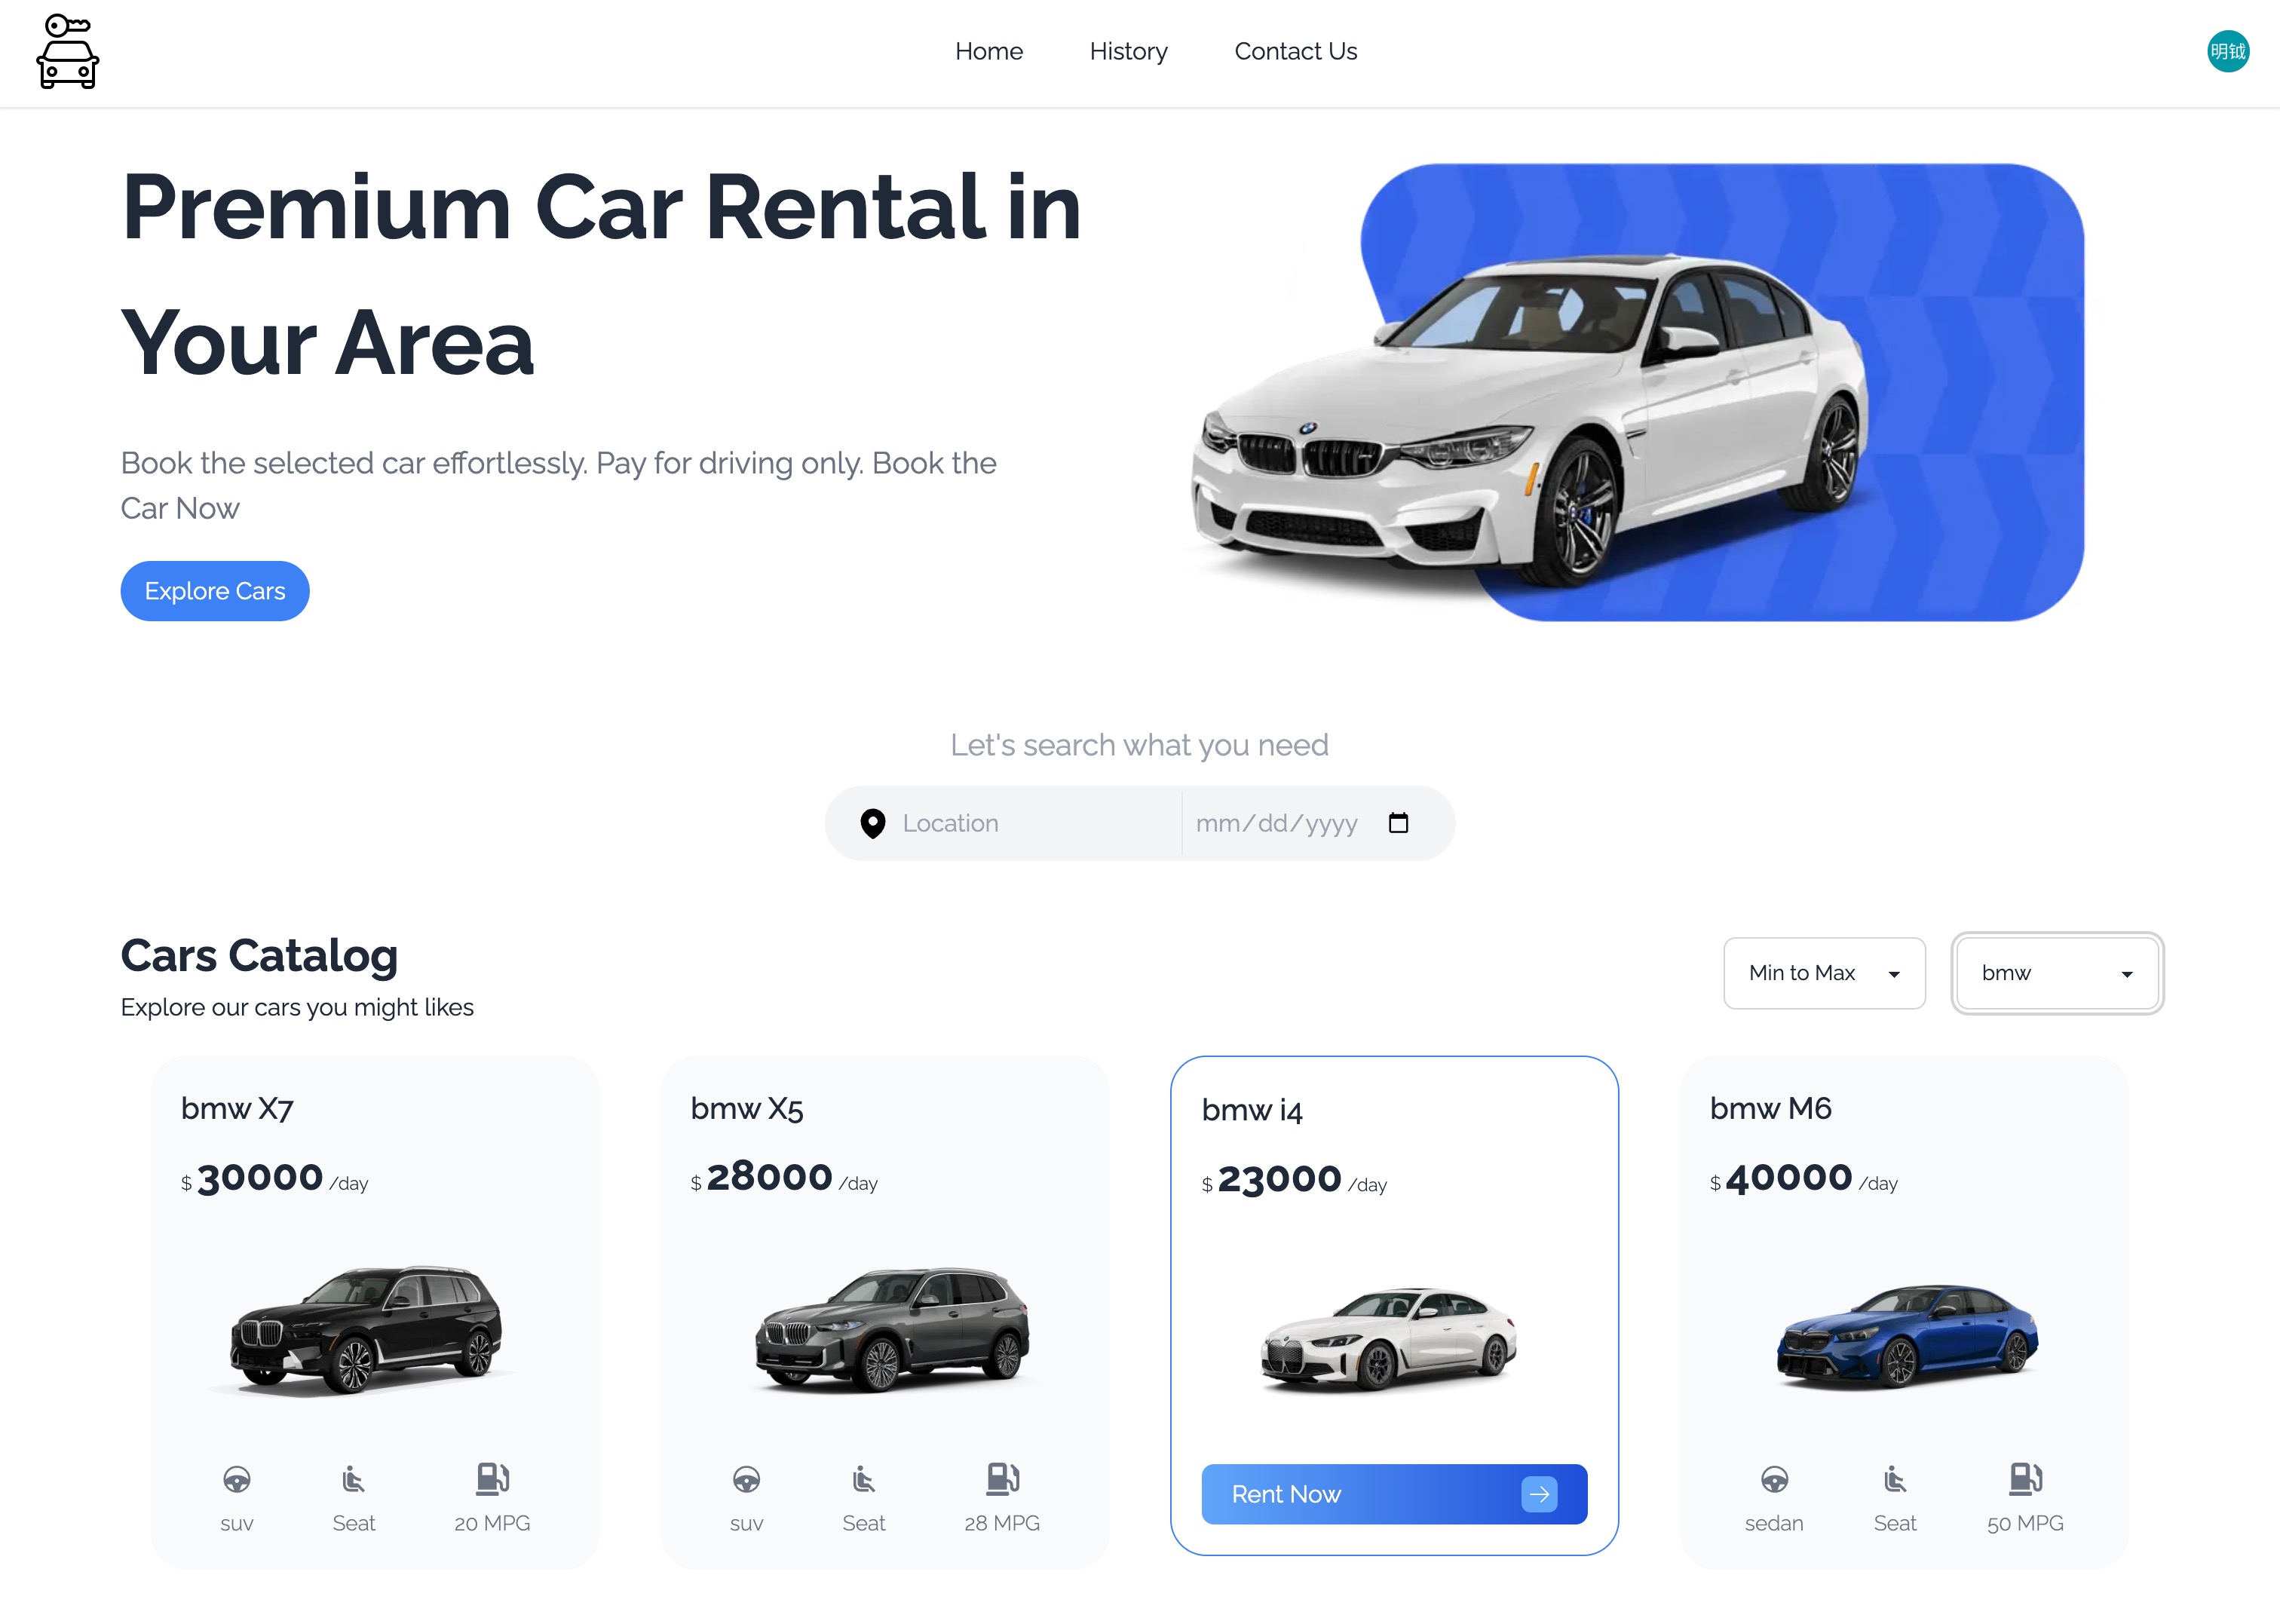 Home History Contact Us 明钺
Premium Car Rental in
Your Area
Book the selected car effortlessly. Pay for driving only. Book the
Car Now
Explore Cars
Let's search what you need
Location mm/dd/yyyy
Cars Catalog
Explore our cars you might likes
Min to Max bmw
bmw X7
$ 30000 /day
suv Seat 20 MPG
bmw X5
$ 28000 /day
suv Seat 28 MPG
bmw i4
$ 23000 /day
Rent Now
bmw M6
$ 40000 /day
sedan Seat 50 MPG